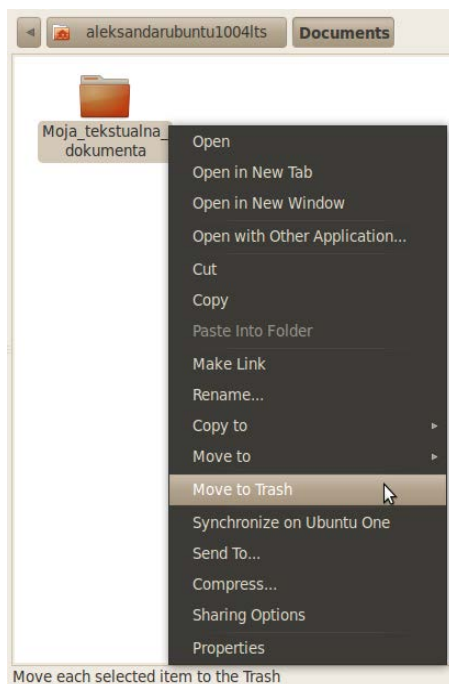 aleksandarubuntu1004lts Documents
Moja_tekstualna_
dokumenta
Open
Open in New Tab
Open in New Window
Open with Other Application...
Cut
Copy
Paste Into Folder
Make Link
Rename...
Copy to
Move to
Move to Trash
Synchronize on Ubuntu One
Send To...
Compress...
Sharing Options
Properties
Move each selected item to the Trash